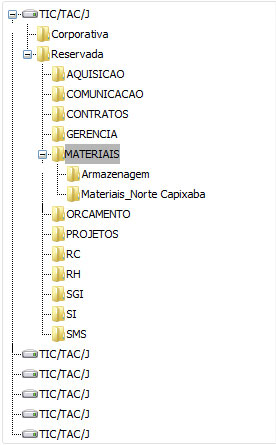 TIC/TAC/J
Corporativa
Reservada
AQUISICAO
COMUNICACAO
CONTRATOS
GERENCIA
MATERIAIS
Armazenagem
Materiais_Norte Capixaba
ORCAMENTO
PROJETOS
RC
RH
SGI
SI
SMS
TIC/TAC/J
TIC/TAC/J
TIC/TAC/J
TIC/TAC/J
TIC/TAC/J